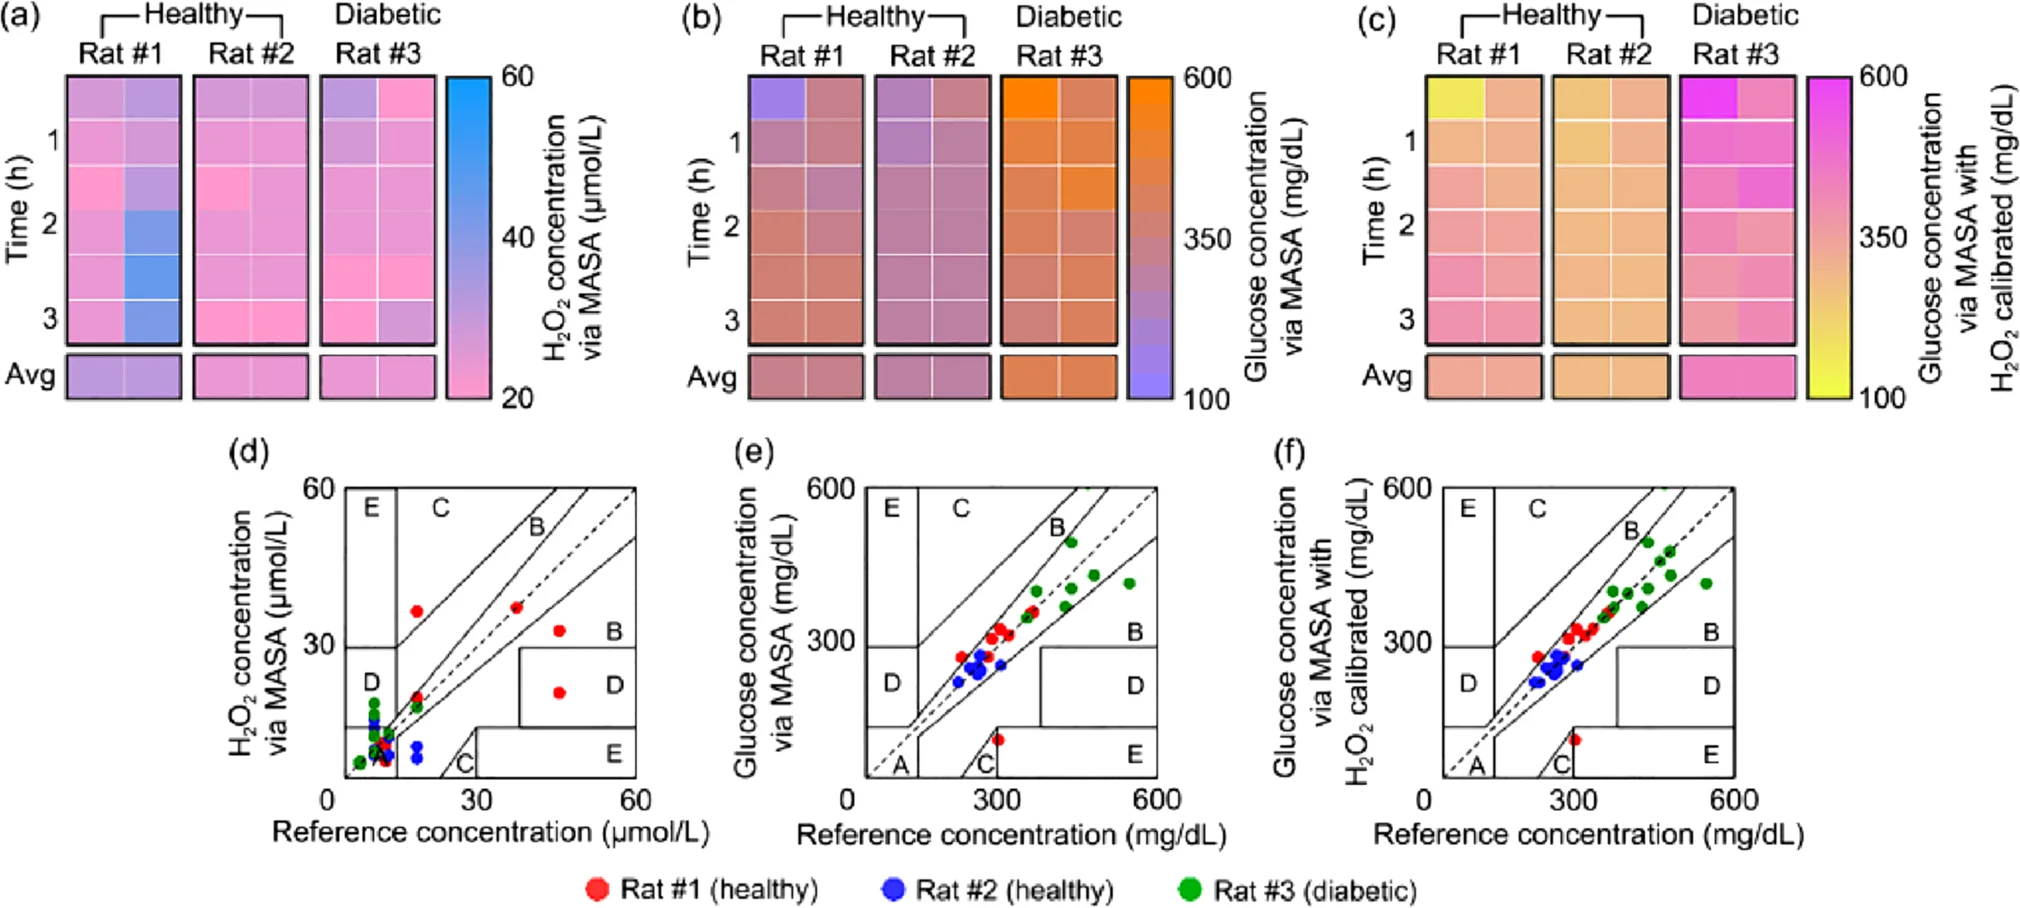 (a) Healthy Diabetic
Rat #1 Rat #2 Rat #3
Time (h)
1
2
3
Avg
60
40
20
H₂O₂ concentration
via MASA (μmol/L)
(b) Healthy Diabetic
Rat #1 Rat #2 Rat #3
Time (h)
1
2
3
Avg
600
350
100
Glucose concentration
via MASA (mg/dL)
(c) Healthy Diabetic
Rat #1 Rat #2 Rat #3
Time (h)
1
2
3
Avg
600
350
100
Glucose concentration
via MASA with
H₂O₂ calibrated (mg/dL)
(d)
H₂O₂ concentration
via MASA (μmol/L)
60
30
E C B
D B
D
A C E
0 30 60
Reference concentration (μmol/L)
(e)
Glucose concentration
via MASA (mg/dL)
600
300
E C B
D B
D
A C E
0 300 600
Reference concentration (mg/dL)
(f)
Glucose concentration
via MASA with
H₂O₂ calibrated (mg/dL)
600
300
E C B
D B
D
A C E
0 300 600
Reference concentration (mg/dL)
Rat #1 (healthy) Rat #2 (healthy) Rat #3 (diabetic)